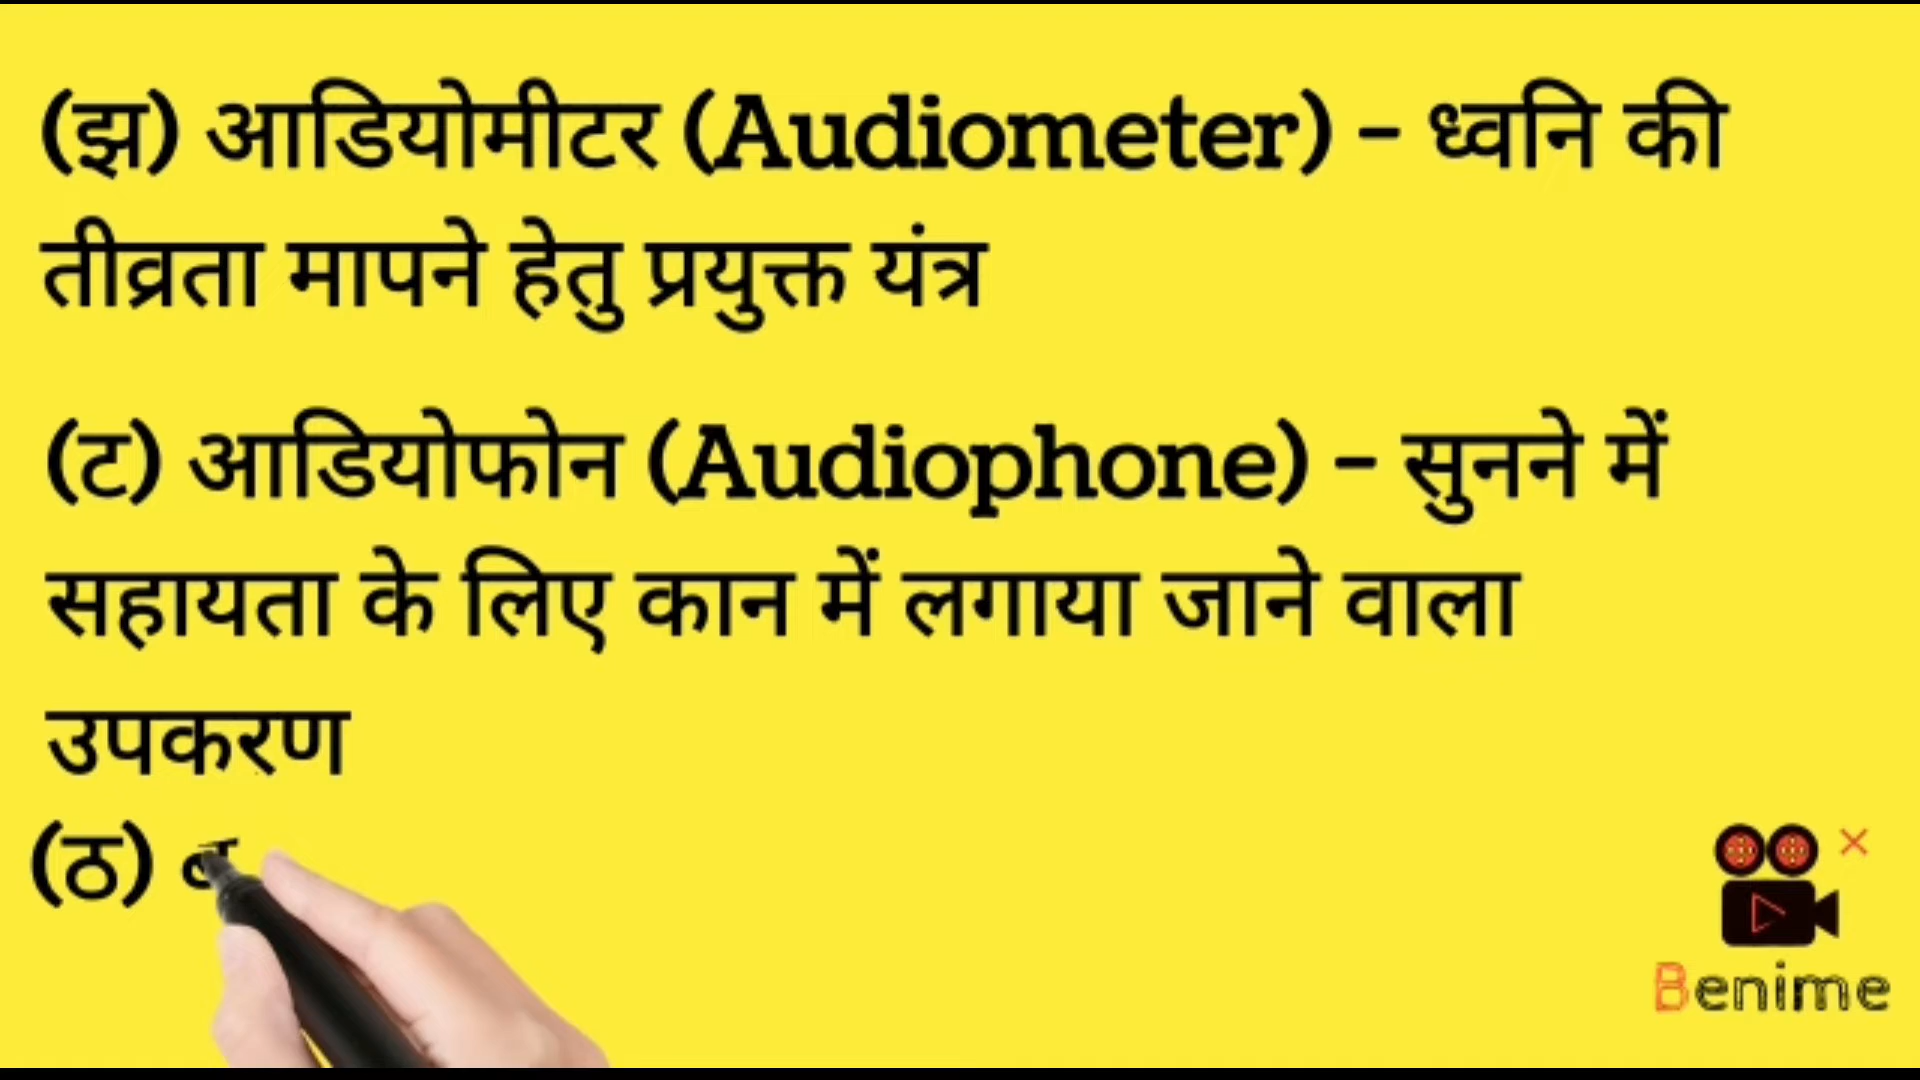 (झ) आडियोमीटर (Audiometer) - ध्वनि की
तीव्रता मापने हेतु प्रयुक्त यंत्र
(ट) आडियोफोन (Audiophone) - सुनने में
सहायता के लिए कान में लगाया जाने वाला
उपकरण
(ठ)
Benime